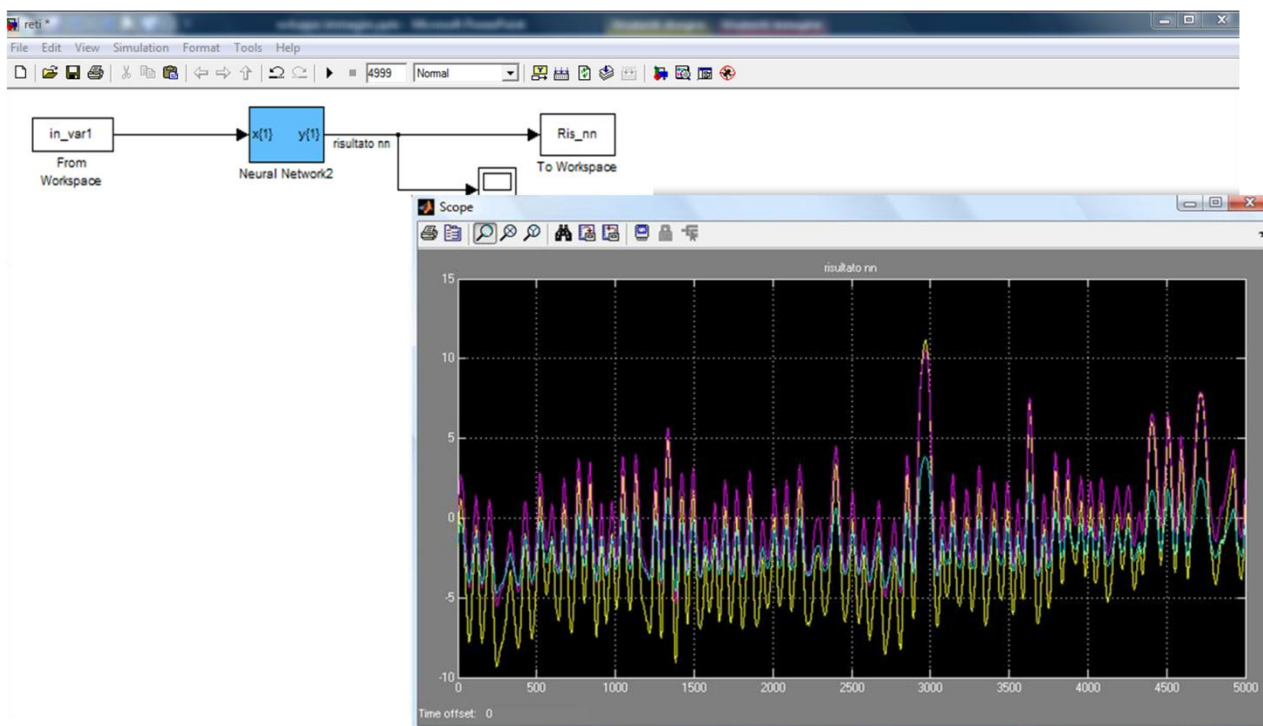 reti *
File Edit View Simulation Format Tools Help
4999 Normal
in_var1
From
Workspace
x{1} y{1}
Neural Network2
risultato nn
Ris_nn
To Workspace
Scope
risultato nn
15
10
5
0
-5
-10
0 500 1000 1500 2000 2500 3000 3500 4000 4500 5000
Time offset: 0